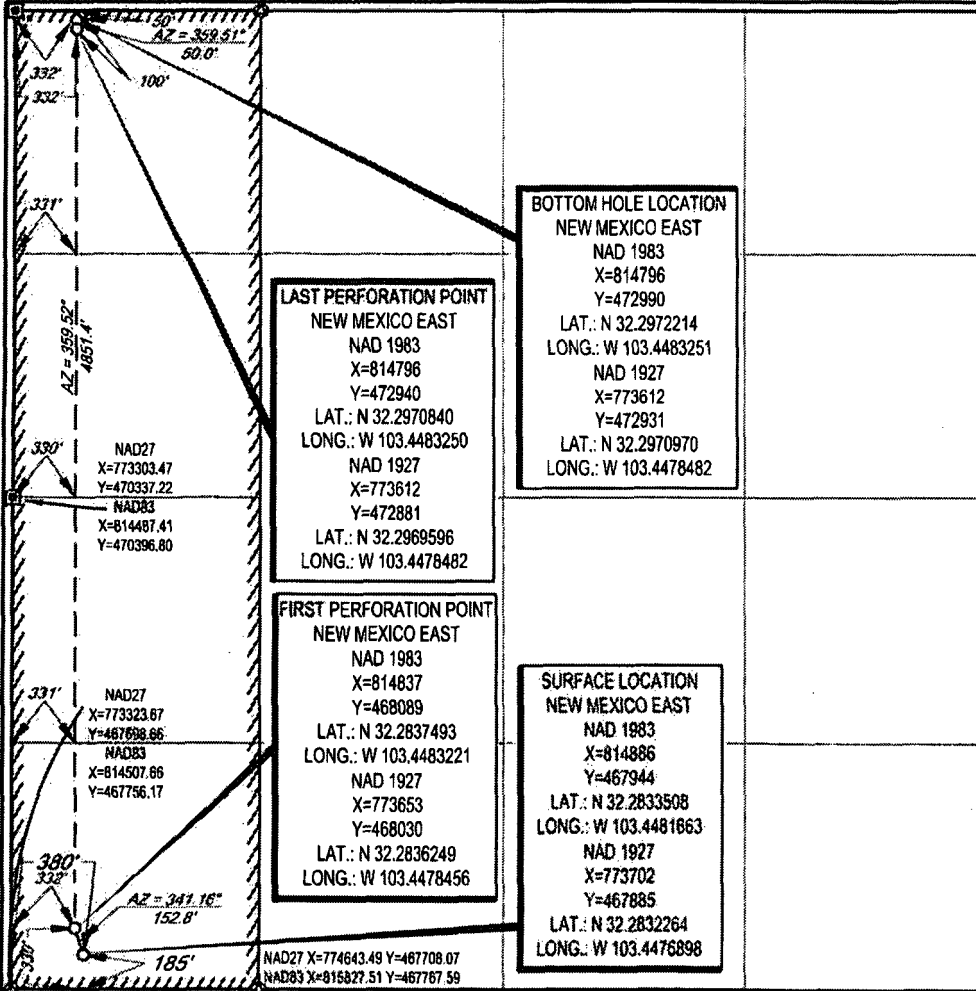 50'
AZ = 359.51°
50.0'
332'
332'
100'
331'
AZ = 359.52°
4851.4'
330'
NAD27
X=773303.47
Y=470337.22
NAD83
X=814487.41
Y=470396.80
BOTTOM HOLE LOCATION
NEW MEXICO EAST
NAD 1983
X=814796
Y=472990
LAT.: N 32.2972214
LONG.: W 103.4483251
NAD 1927
X=773612
Y=472931
LAT.: N 32.2970970
LONG.: W 103.4478482
LAST PERFORATION POINT
NEW MEXICO EAST
NAD 1983
X=814796
Y=472940
LAT.: N 32.2970840
LONG.: W 103.4483250
NAD 1927
X=773612
Y=472881
LAT.: N 32.2969596
LONG.: W 103.4478482
FIRST PERFORATION POINT
NEW MEXICO EAST
NAD 1983
X=814837
Y=468089
LAT.: N 32.2837493
LONG.: W 103.4483221
NAD 1927
X=773653
Y=468030
LAT.: N 32.2836249
LONG.: W 103.4478456
SURFACE LOCATION
NEW MEXICO EAST
NAD 1983
X=814886
Y=467944
LAT.: N 32.2833508
LONG.: W 103.4481663
NAD 1927
X=773702
Y=467885
LAT.: N 32.2832264
LONG.: W 103.4476898
331'
NAD27
X=773323.67
Y=467698.66
NAD83
X=814507.66
Y=467756.17
380'
332'
AZ = 341.16°
152.8'
330'
185'
NAD27 X=774643.49 Y=467708.07
NAD83 X=815827.51 Y=467767.59